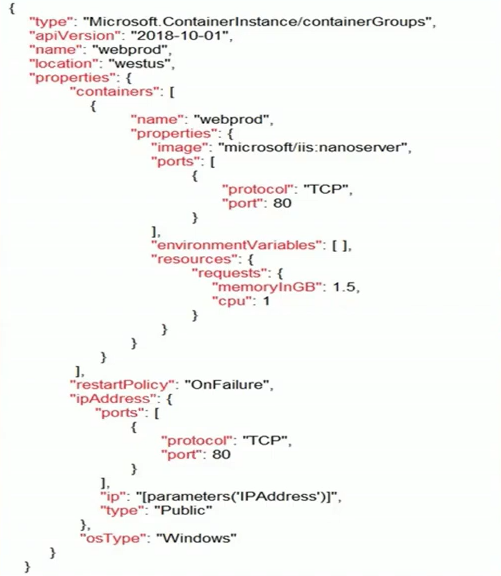 {
"type": "Microsoft.ContainerInstance/containerGroups",
"apiVersion": "2018-10-01",
"name": "webprod",
"location": "westus",
"properties": {
"containers": [
{
"name": "webprod",
"properties": {
"image": "microsoft/iis:nanoserver",
"ports": [
{
"protocol": "TCP",
"port": 80
}
],
"environmentVariables": [ ],
"resources": {
"requests": {
"memoryInGB": 1.5,
"cpu": 1
}
}
}
}
],
"restartPolicy": "OnFailure",
"ipAddress": {
"ports": [
{
"protocol": "TCP",
"port": 80
}
],
"ip": "[parameters('IPAddress')]",
"type": "Public"
},
"osType": "Windows"
}
}